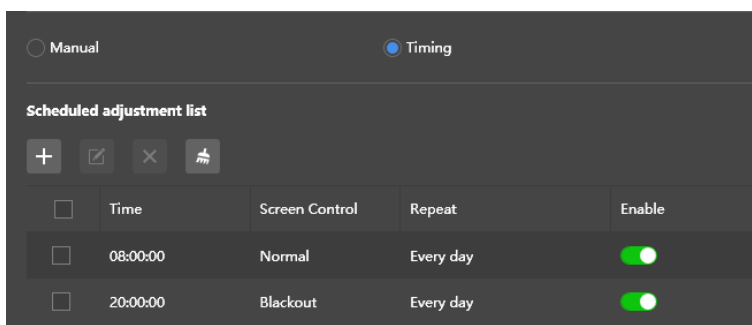 Manual Timing
Scheduled adjustment list
Time Screen Control Repeat Enable
08:00:00 Normal Every day
20:00:00 Blackout Every day